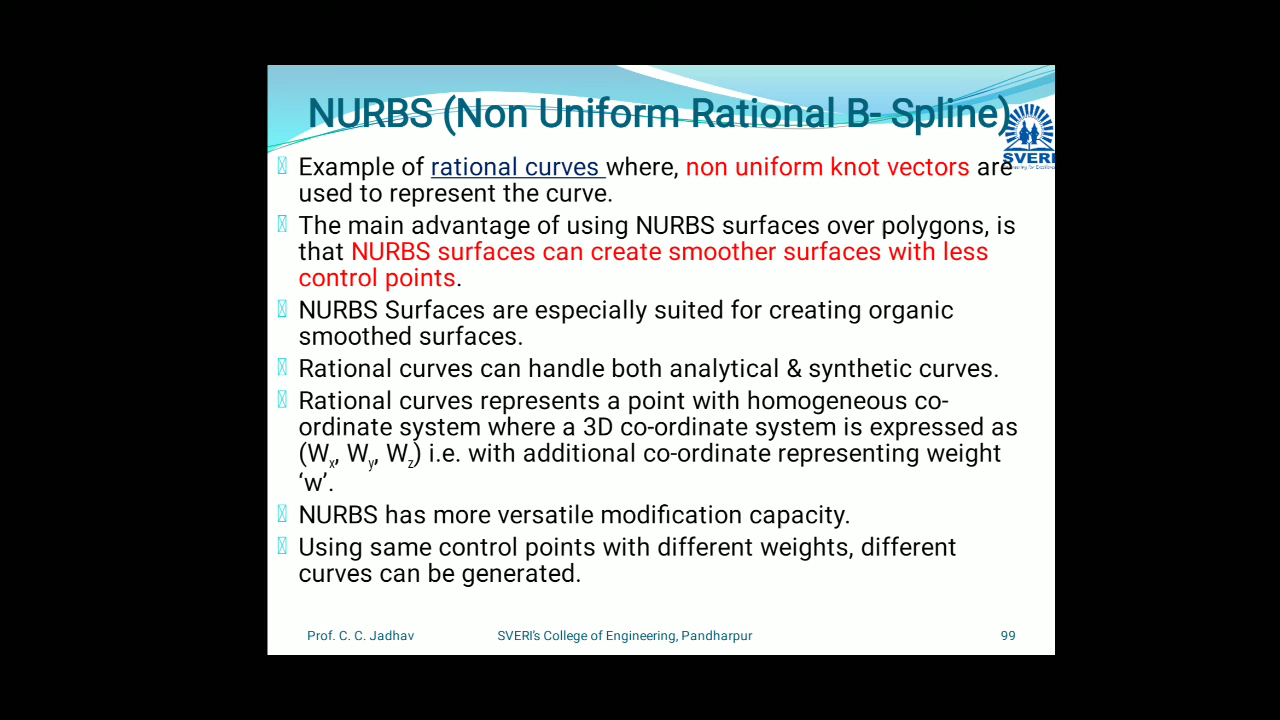 NURBS (Non Uniform Rational B- Spline)
SVERI
Example of rational curves where, non uniform knot vectors are
used to represent the curve.
The main advantage of using NURBS surfaces over polygons, is
that NURBS surfaces can create smoother surfaces with less
control points.
NURBS Surfaces are especially suited for creating organic
smoothed surfaces.
Rational curves can handle both analytical & synthetic curves.
Rational curves represents a point with homogeneous co-
ordinate system where a 3D co-ordinate system is expressed as
(Wx, Wy, Wz) i.e. with additional co-ordinate representing weight
‘w’.
NURBS has more versatile modification capacity.
Using same control points with different weights, different
curves can be generated.
Prof. C. C. Jadhav SVERI's College of Engineering, Pandharpur 99